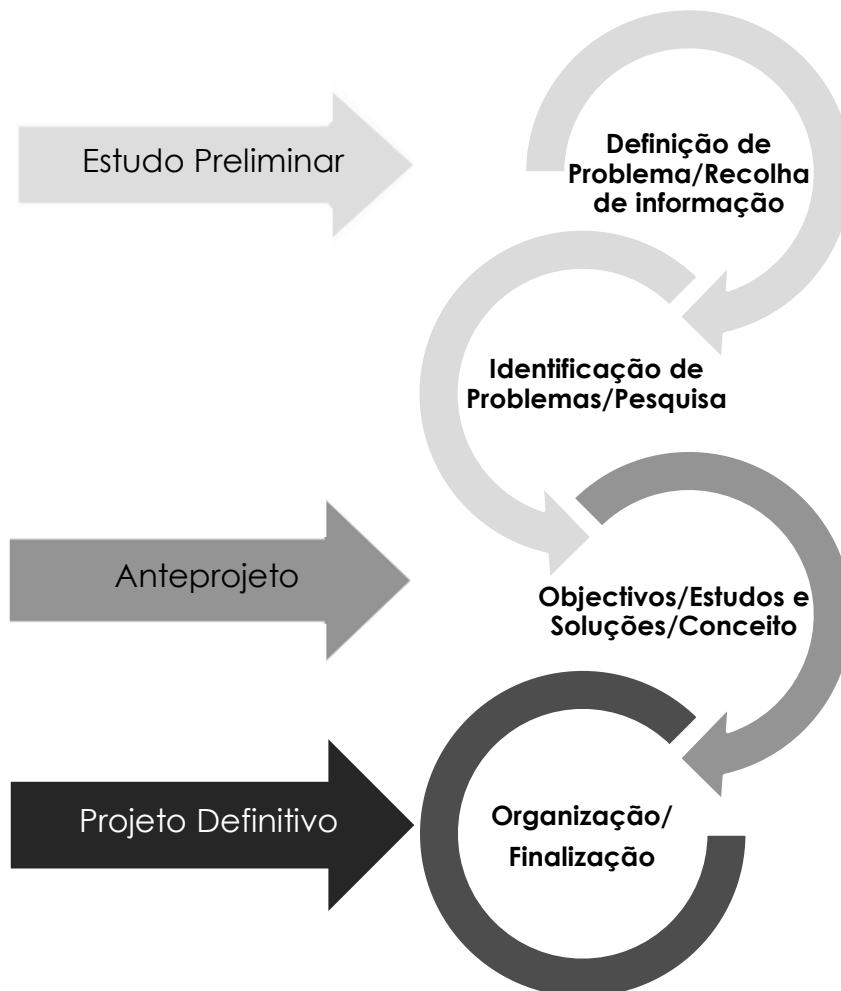 Estudo Preliminar
Definição de
Problema/Recolha
de informação
Identificação de
Problemas/Pesquisa
Anteprojeto
Objectivos/Estudos e
Soluções/Conceito
Projeto Definitivo
Organização/
Finalização